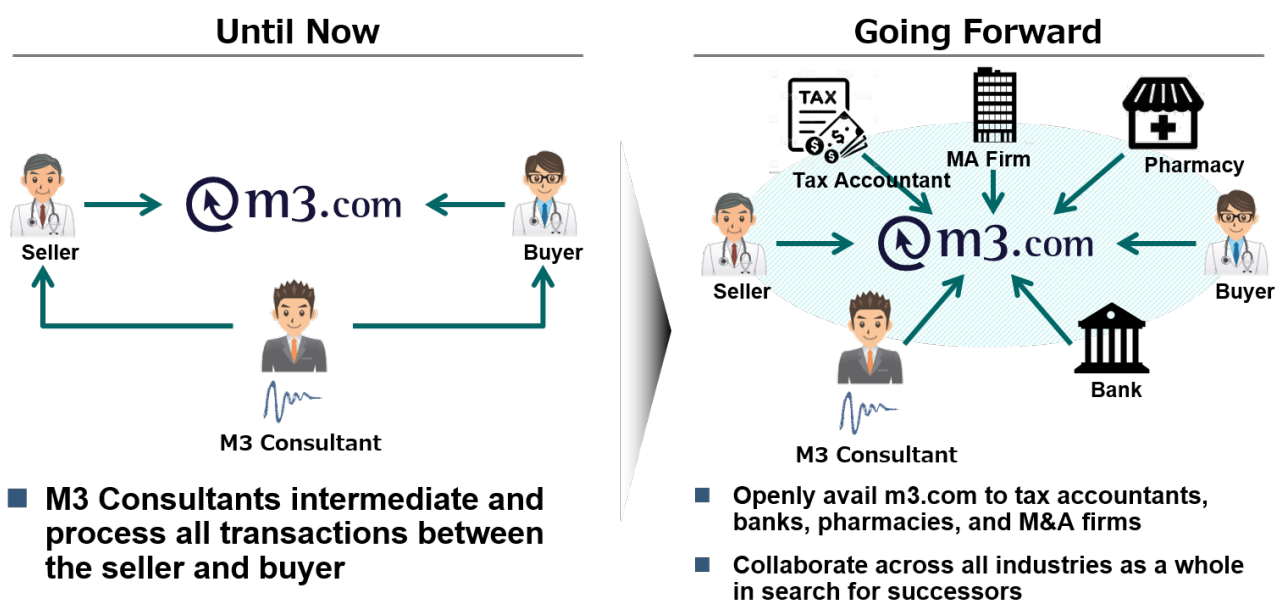 Until Now
m3.com
Seller
Buyer
M3 Consultant
M3 Consultants intermediate and
process all transactions between
the seller and buyer
Going Forward
TAX
$ $ $
Tax Accountant
MA Firm
Pharmacy
m3.com
Seller
Buyer
Bank
M3 Consultant
Openly avail m3.com to tax accountants,
banks, pharmacies, and M&A firms
Collaborate across all industries as a whole
in search for successors